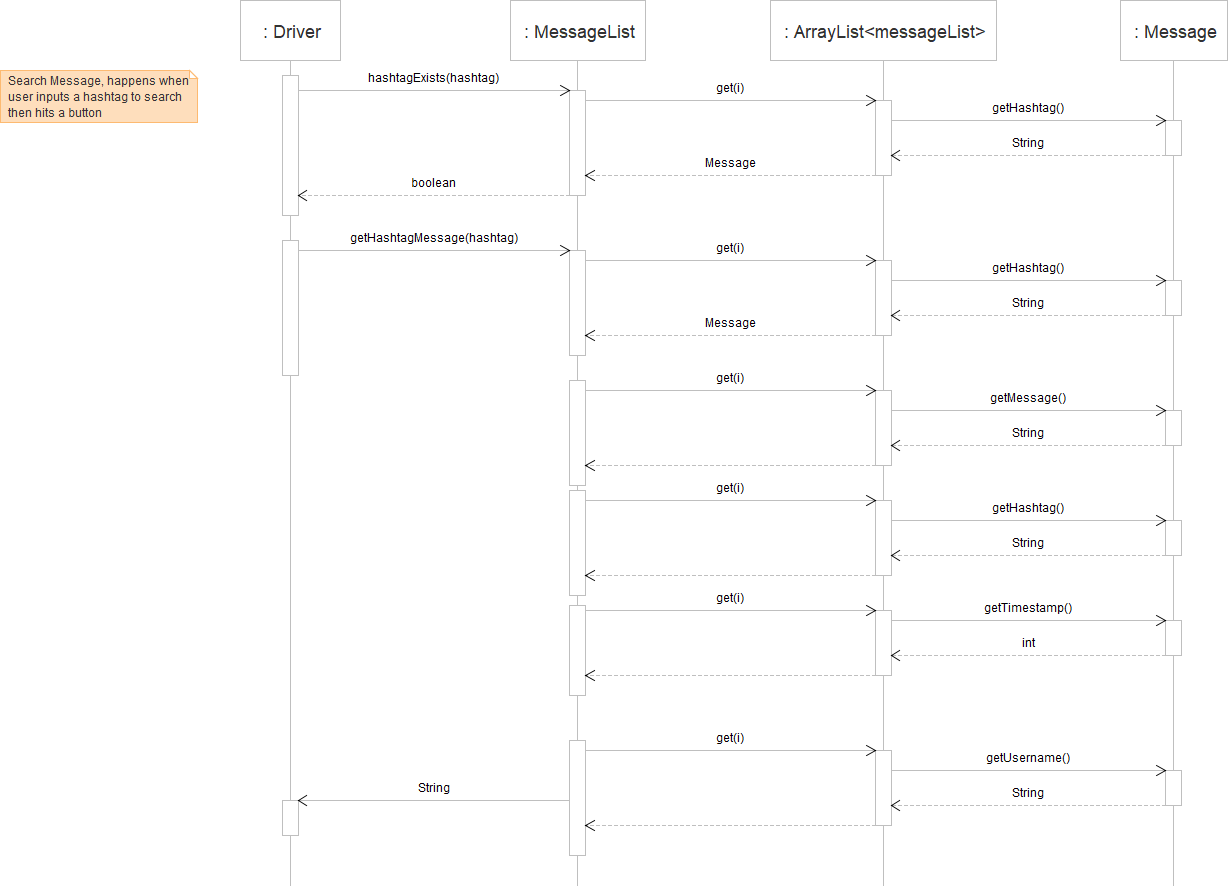 : Driver
: MessageList
: ArrayList<messageList>
: Message
Search Message, happens when
user inputs a hashtag to search
then hits a button
hashtagExists(hashtag)
get(i)
getHashtag()
String
Message
boolean
getHashtagMessage(hashtag)
get(i)
getHashtag()
String
Message
get(i)
getMessage()
String
get(i)
getHashtag()
String
get(i)
getTimestamp()
int
get(i)
getUsername()
String
String